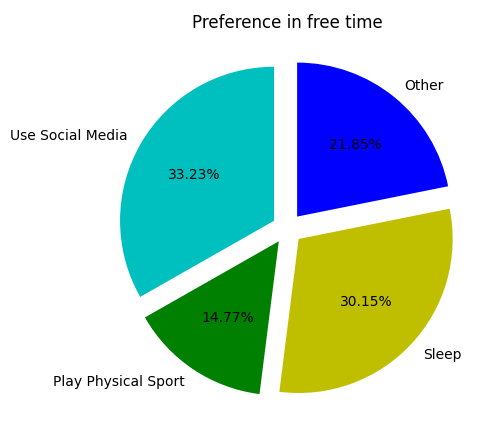 Preference in free time
Other
Use Social Media
21.85%
33.23%
30.15%
14.77%
Sleep
Play Physical Sport